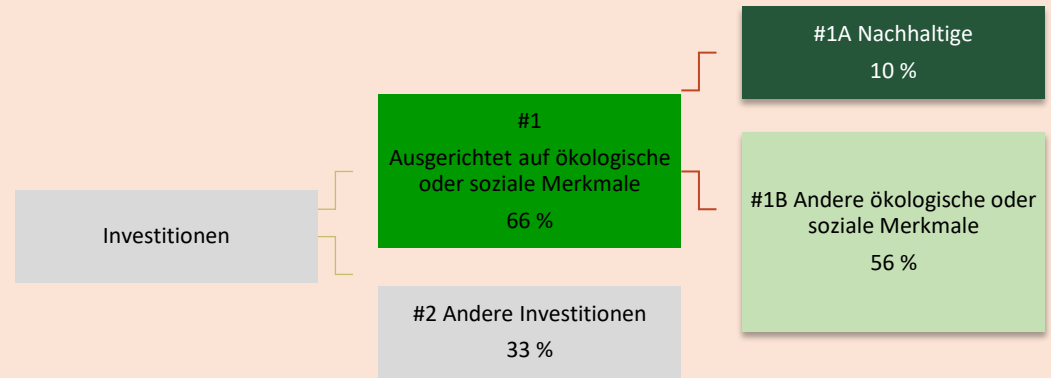 Investitionen
#1
Ausgerichtet auf ökologische
oder soziale Merkmale
66 %
#2 Andere Investitionen
33 %
#1A Nachhaltige
10 %
#1B Andere ökologische oder
soziale Merkmale
56 %